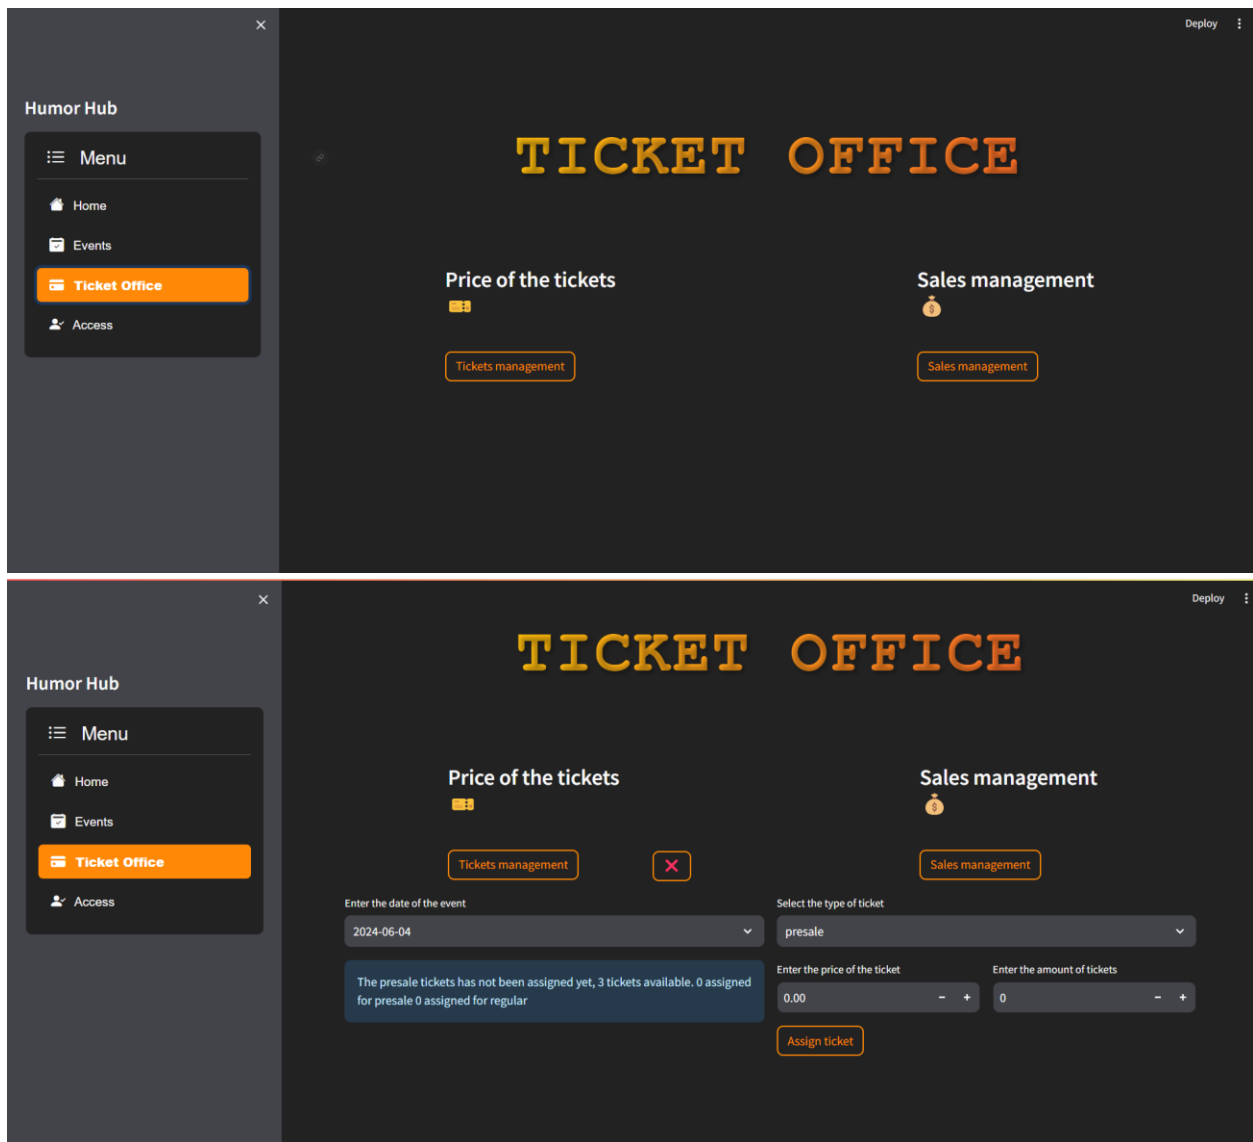 Deploy
Humor Hub
Menu
Home
Events
Ticket Office
Access
TICKET OFFICE
Price of the tickets
Tickets management
Sales management
Sales management
Deploy
Humor Hub
Menu
Home
Events
Ticket Office
Access
TICKET OFFICE
Price of the tickets
Tickets management
Sales management
Sales management
Enter the date of the event
2024-06-04
The presale tickets has not been assigned yet, 3 tickets available. 0 assigned
for presale 0 assigned for regular
Select the type of ticket
presale
Enter the price of the ticket
0.00
Enter the amount of tickets
0
Assign ticket